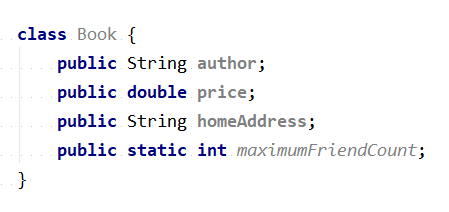 class Book {
    public String author;
    public double price;
    public String homeAddress;
    public static int maximumFriendCount;
}